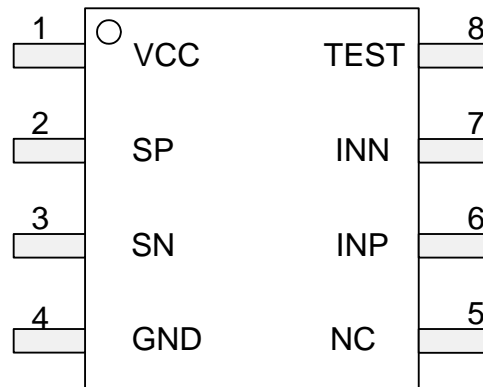 1 8
VCC TEST
2 7
SP INN
3 6
SN INP
4 5
GND NC